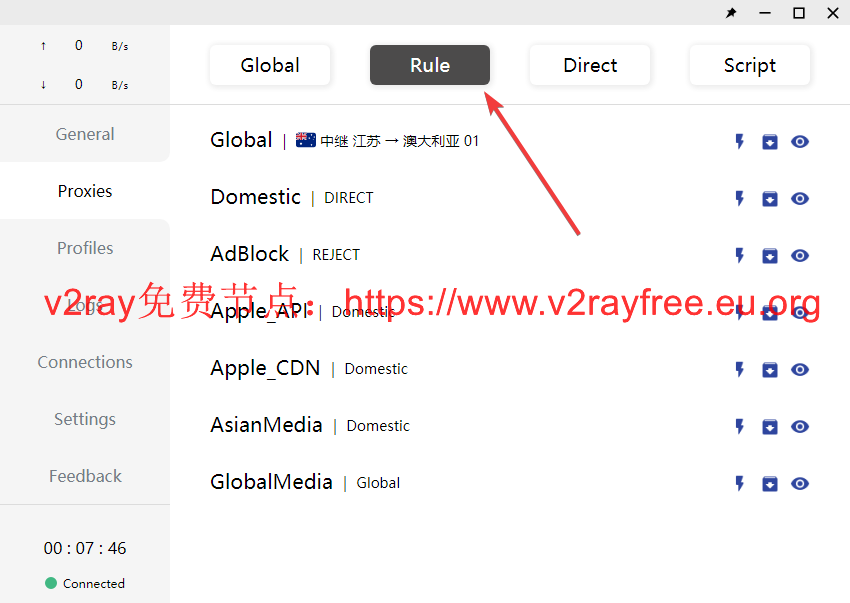 ↑ 0 B/s
↓ 0 B/s
General
Proxies
Profiles
Logs
Connections
Settings
Feedback
00 : 07 : 46
Connected
Global Rule Direct Script
Global | 中继 江苏 → 澳大利亚 01
Domestic | DIRECT
AdBlock | REJECT
v2ray免费节点：https://www.v2rayfree.eu.org
Apple_API | Domestic
Apple_CDN | Domestic
AsianMedia | Domestic
GlobalMedia | Global